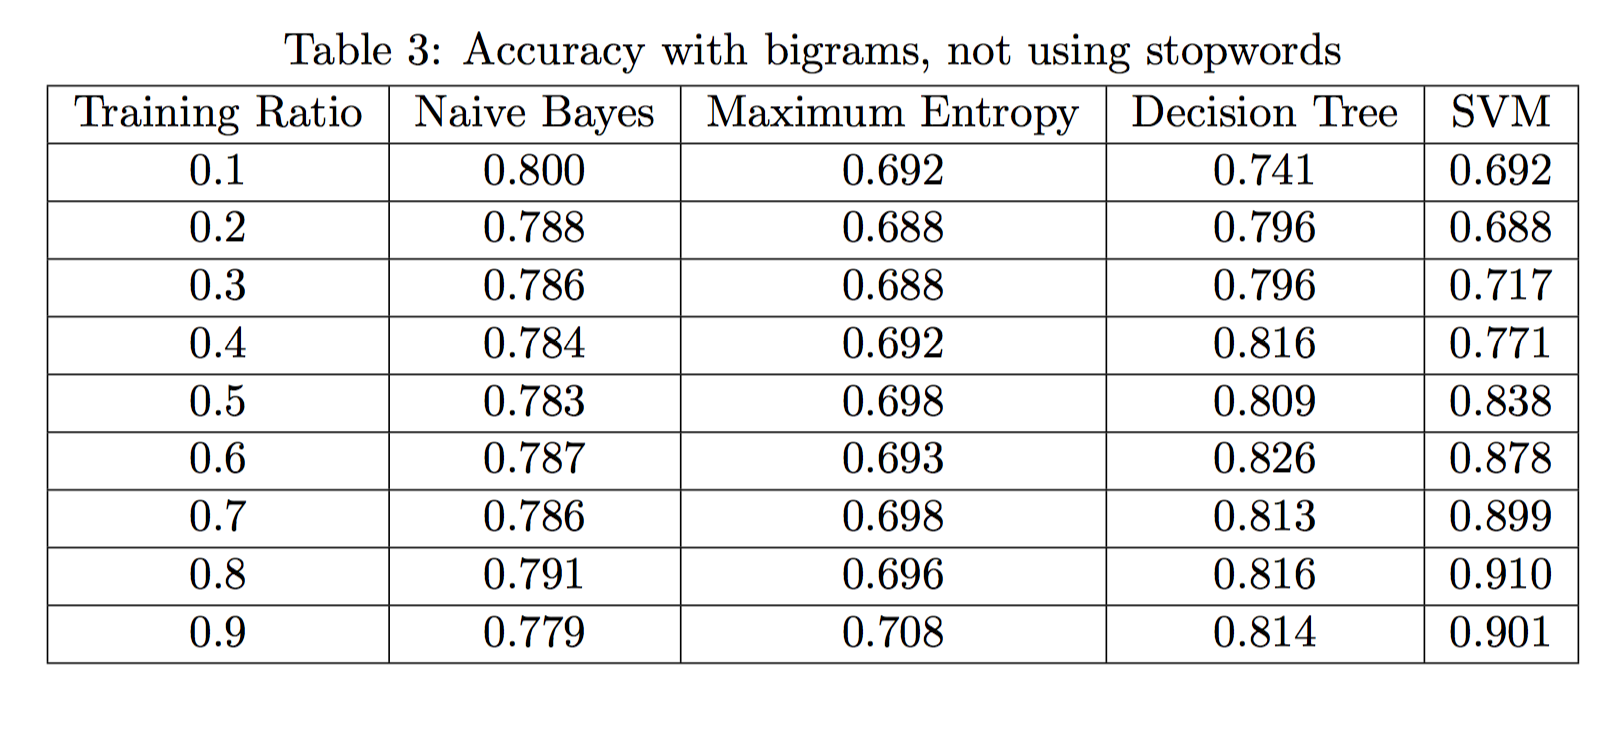 Table 3: Accuracy with bigrams, not using stopwords
Training Ratio Naive Bayes Maximum Entropy Decision Tree SVM
0.1 0.800 0.692 0.741 0.692
0.2 0.788 0.688 0.796 0.688
0.3 0.786 0.688 0.796 0.717
0.4 0.784 0.692 0.816 0.771
0.5 0.783 0.698 0.809 0.838
0.6 0.787 0.693 0.826 0.878
0.7 0.786 0.698 0.813 0.899
0.8 0.791 0.696 0.816 0.910
0.9 0.779 0.708 0.814 0.901